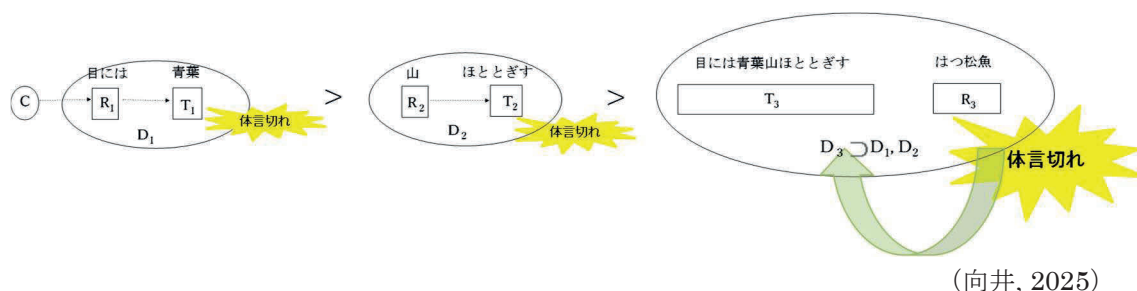 C
目には
R₁
青葉
T₁
D₁
体言切れ
>
山
R₂
ほととぎす
T₂
D₂
体言切れ
>
目には青葉山ほととぎす
T₃
はつ松魚
R₃
D₃ ⊃ D₁, D₂
体言切れ
(向井, 2025)